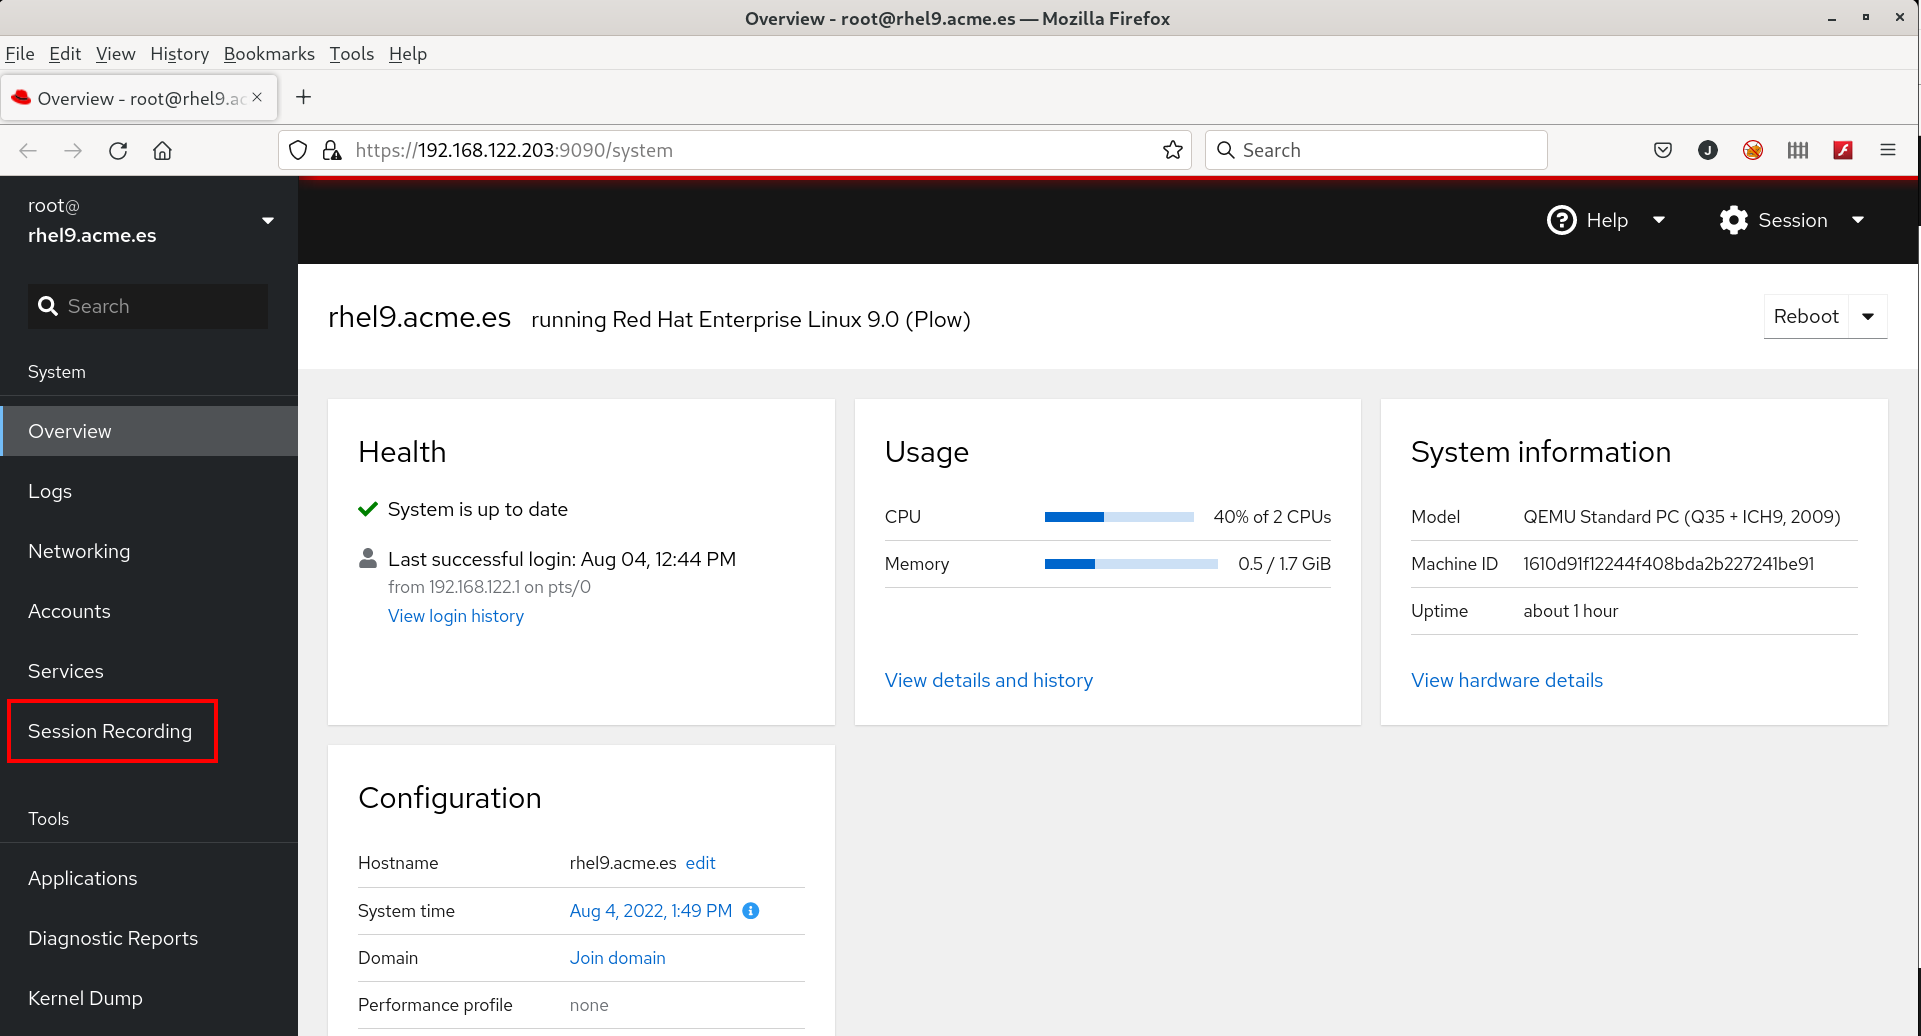 Overview - root@rhel9.acme.es — Mozilla Firefox
File Edit View History Bookmarks Tools Help
Overview - root@rhel9.ac
https://192.168.122.203:9090/system
Search
J
root@
rhel9.acme.es
Help
Session
Search
rhel9.acme.es running Red Hat Enterprise Linux 9.0 (Plow)
Reboot
System
Overview
Logs
Networking
Accounts
Services
Session Recording
Tools
Applications
Diagnostic Reports
Kernel Dump
Health
System is up to date
Last successful login: Aug 04, 12:44 PM
from 192.168.122.1 on pts/0
View login history
Usage
CPU 40% of 2 CPUs
Memory 0.5 / 1.7 GiB
View details and history
System information
Model QEMU Standard PC (Q35 + ICH9, 2009)
Machine ID 1610d91f12244f408bda2b227241be91
Uptime about 1 hour
View hardware details
Configuration
Hostname rhel9.acme.es edit
System time Aug 4, 2022, 1:49 PM
Domain Join domain
Performance profile none